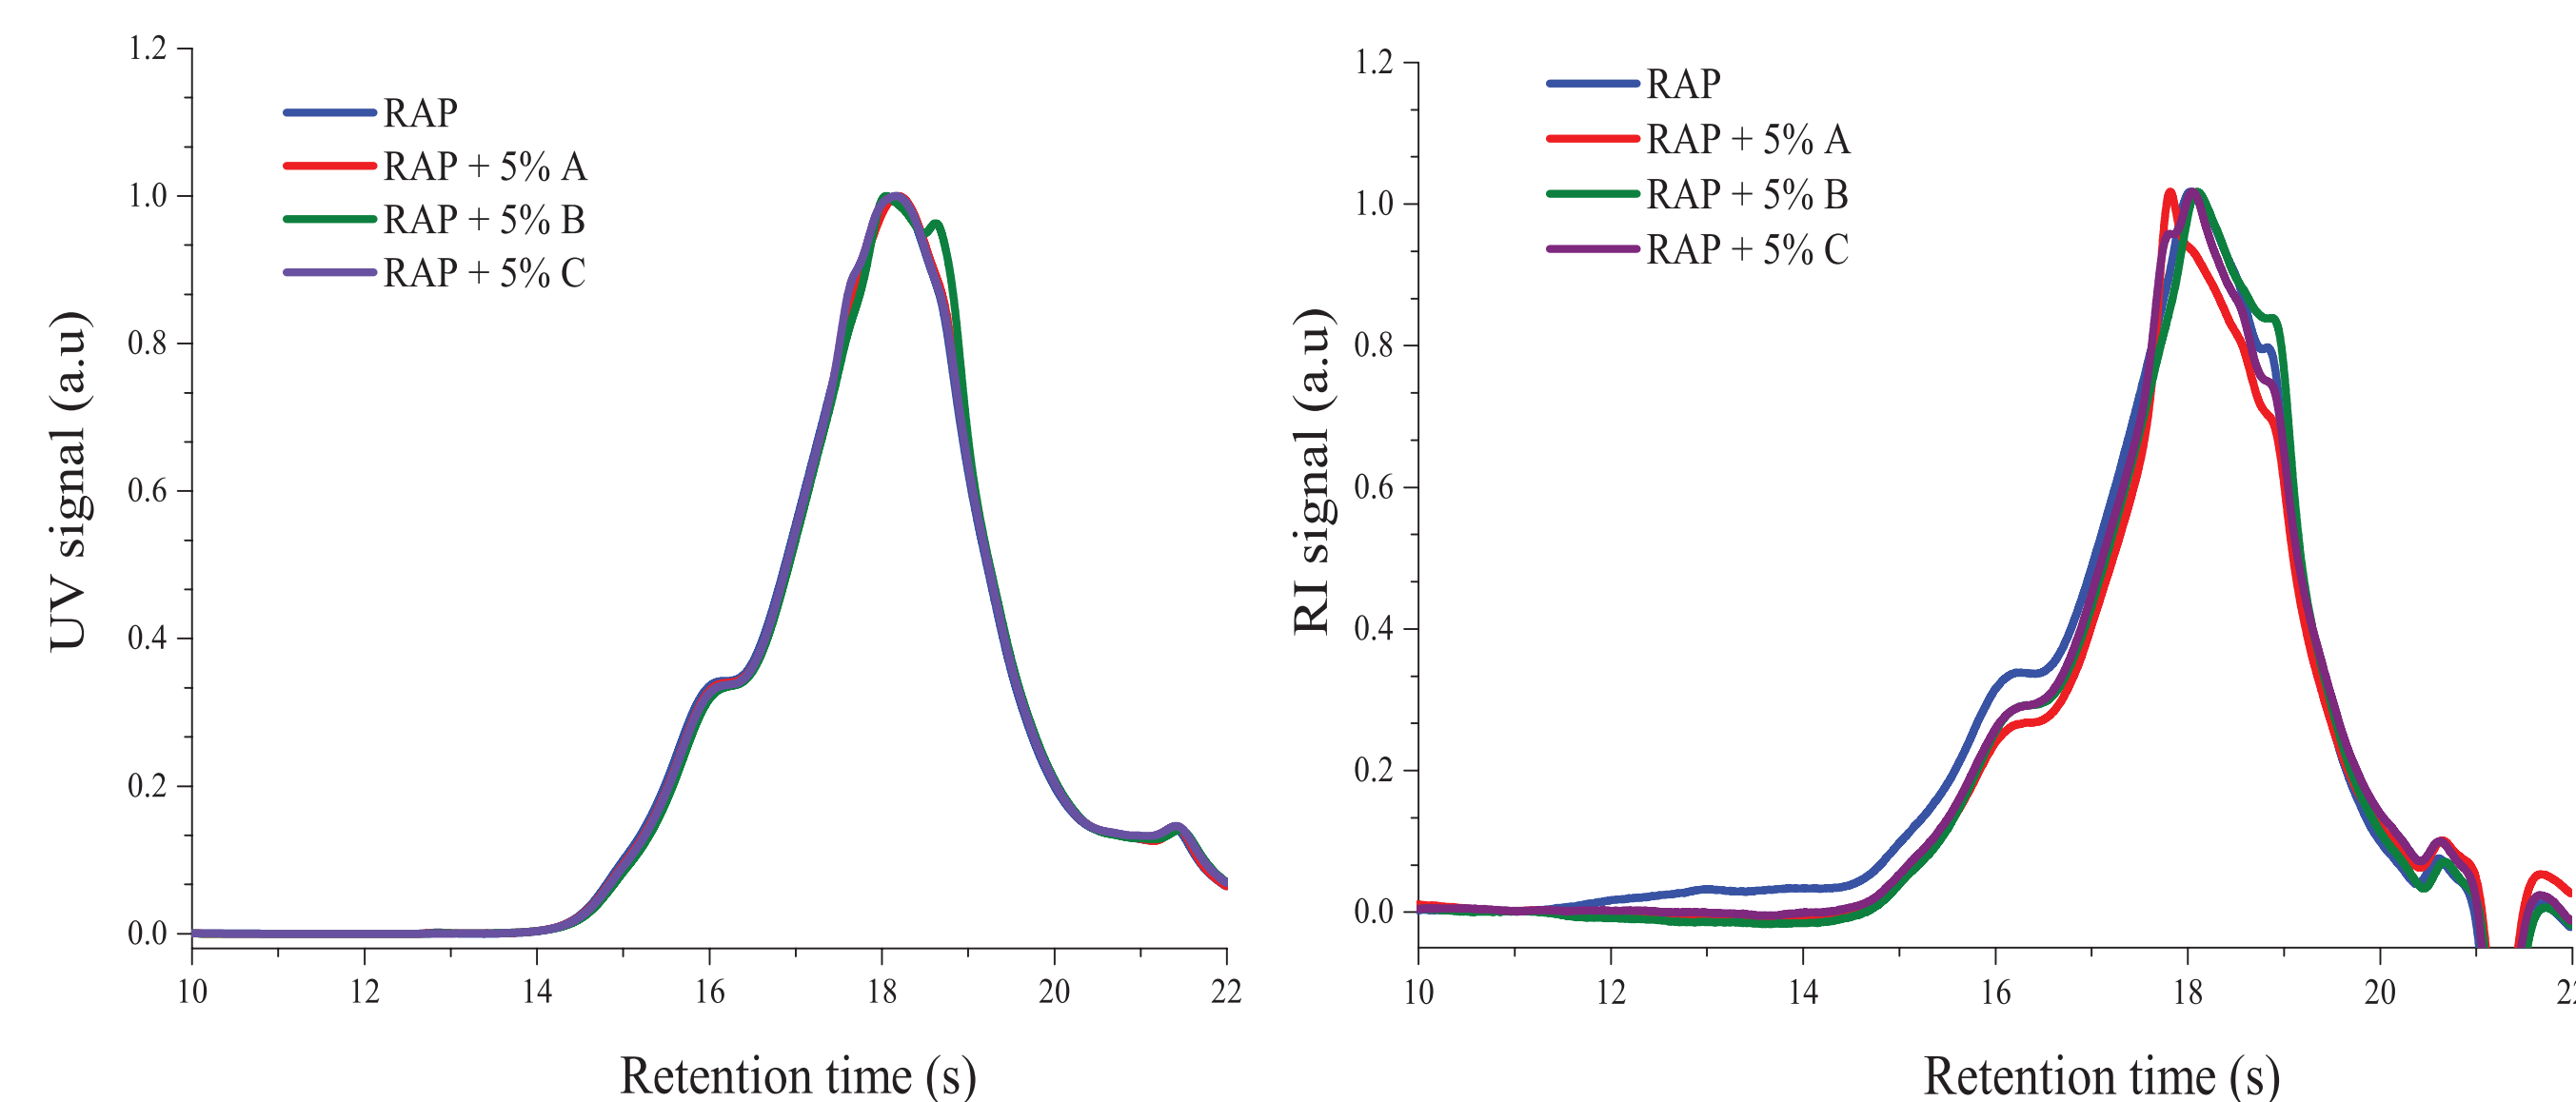 1.2
1.0
0.8
0.6
0.4
0.2
0.0
UV signal (a.u)
RAP
RAP + 5% A
RAP + 5% B
RAP + 5% C
10 12 14 16 18 20 22
Retention time (s)
1.2
1.0
0.8
0.6
0.4
0.2
0.0
RI signal (a.u)
RAP
RAP + 5% A
RAP + 5% B
RAP + 5% C
10 12 14 16 18 20
Retention time (s)